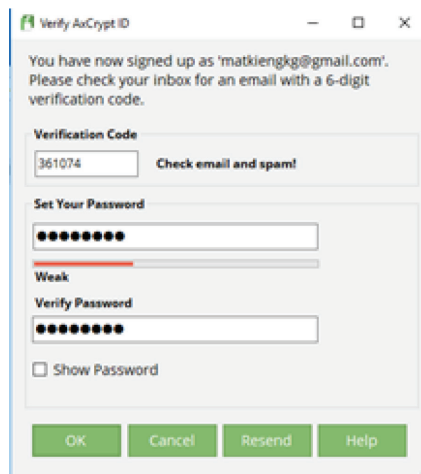 Verify AxCrypt ID
You have now signed up as 'matkiengkg@gmail.com'.
Please check your inbox for an email with a 6-digit
verification code.
Verification Code
361074 Check email and spam!
Set Your Password
●●●●●●●●
Weak
Verify Password
●●●●●●●●
Show Password
OK Cancel Resend Help